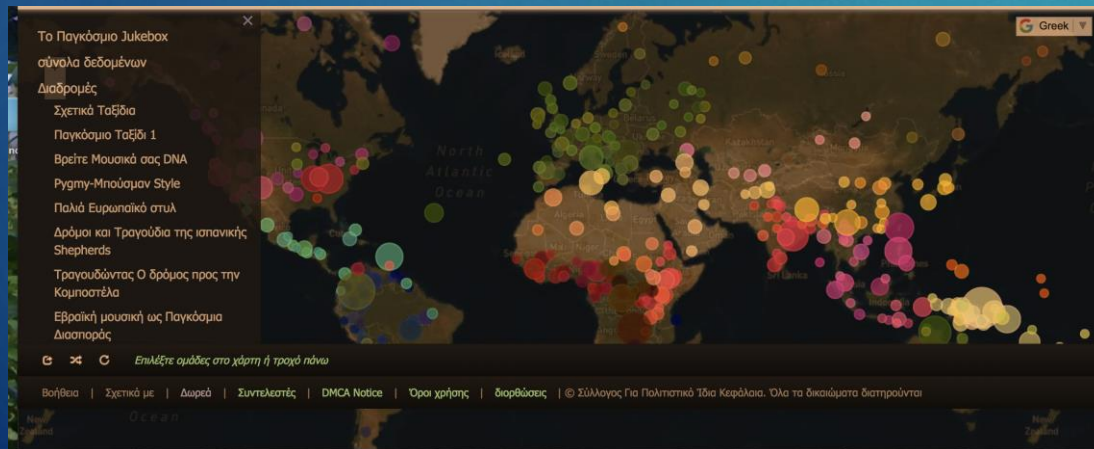 Το Παγκόσμιο Jukebox
σύνολα δεδομένων
Διαδρομές
Σχετικά Ταξίδια
Παγκόσμιο Ταξίδι 1
Βρείτε Μουσικά σας DNA
Pygmy-Μπούσμαν Style
Παλιά Ευρωπαϊκό στυλ
Δρόμοι και Τραγούδια της ισπανικής
Shepherds
Τραγουδώντας Ο δρόμος προς την
Κομποστέλα
Εβραϊκή μουσική ως Παγκόσμια
Διασποράς
Greek
North
Atlantic
Ocean
Kazakhstan
Belarus
Algeria
Sri Lanka
Επιλέξτε ομάδες στο χάρτη ή τροχό πάνω
Βοήθεια | Σχετικά με | Δωρεά | Συντελεστές | DMCA Notice | Όροι χρήσης | διορθώσεις | © Σύλλογος Για Πολιτιστικό Ίδια Κεφάλαια. Όλα τα δικαιώματα διατηρούνται
Ocean
New
Zealand
New
Zealand